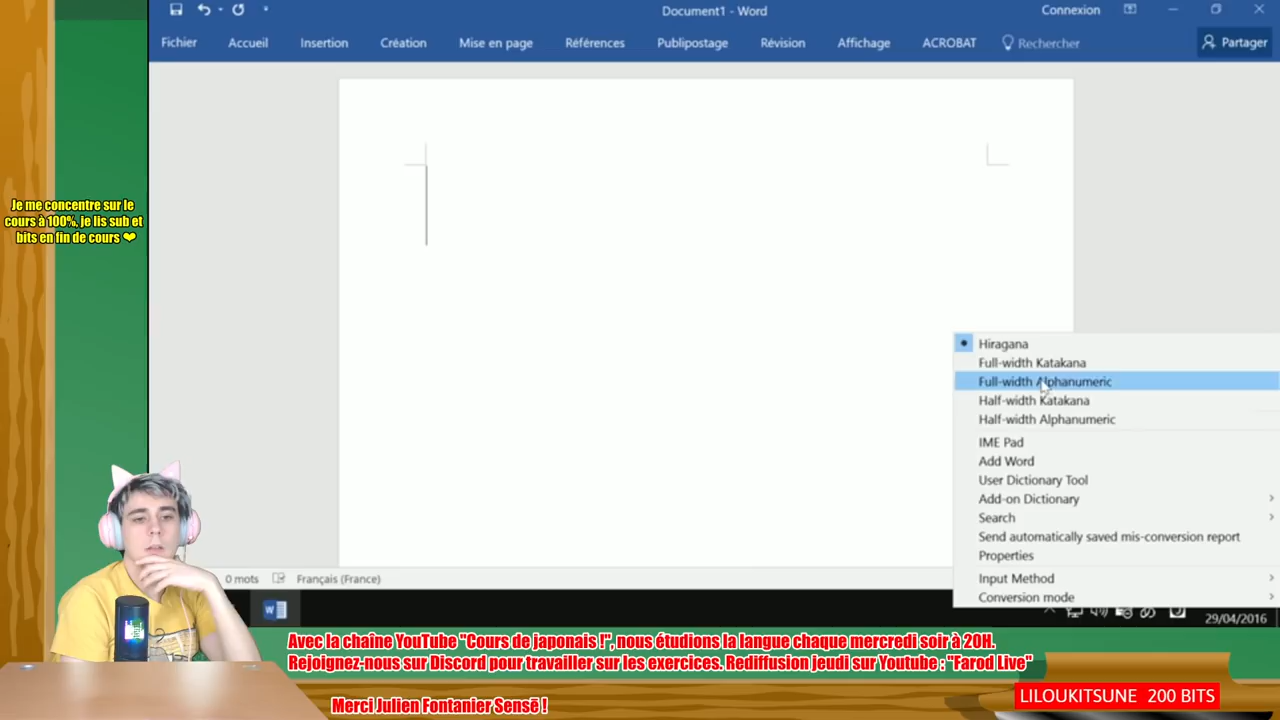 Document1 - Word
Connexion
Fichier
Accueil
Insertion
Création
Mise en page
Références
Publipostage
Révision
Affichage
ACROBAT
Rechercher
Partager
Je me concentre sur le
cours à 100%, je lis sub et
bits en fin de cours ❤
Hiragana
Full-width Katakana
Full-width Alphanumeric
Half-width Katakana
Half-width Alphanumeric
IME Pad
Add Word
User Dictionary Tool
Add-on Dictionary
Search
Send automatically saved mis-conversion report
Properties
Input Method
Conversion mode
0 mots
Français (France)
29/04/2016
Avec la chaîne YouTube "Cours de japonais !", nous étudions la langue chaque mercredi soir à 20H.
Rejoignez-nous sur Discord pour travailler sur les exercices. Rediffusion jeudi sur Youtube : "Farod Live"
Merci Julien Fontanier Sensē !
LILOUKITSUNE 200 BITS